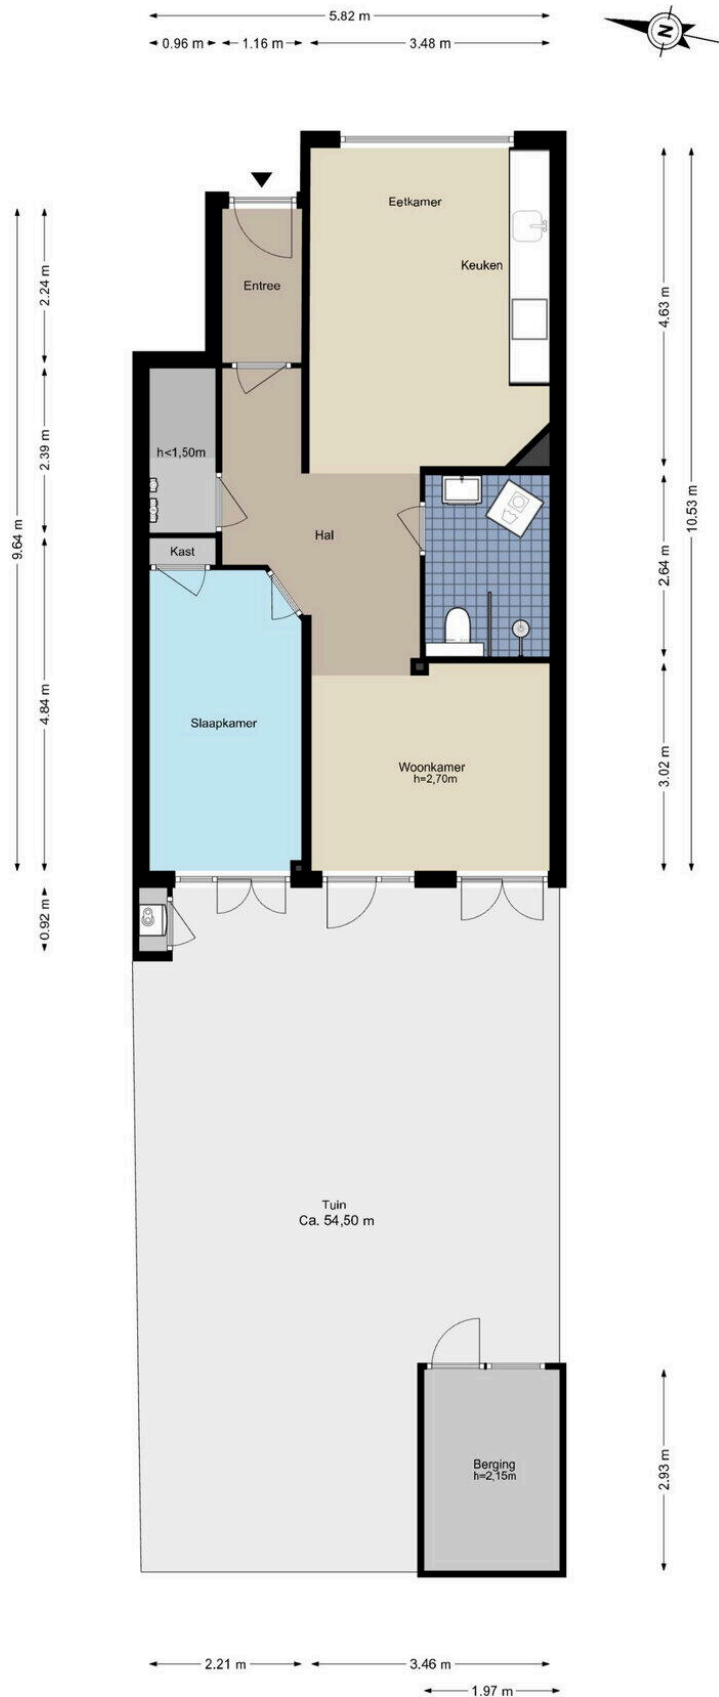 5.82 m
0.96 m
1.16 m
3.48 m
N
Eetkamer
Keuken
Entree
2.24 m
4.63 m
h<1,50m
2.39 m
9.64 m
10.53 m
Hal
Kast
2.64 m
Slaapkamer
4.84 m
Woonkamer
h=2,70m
3.02 m
0.92 m
Tuin
Ca. 54,50 m
Berging
h=2,15m
2.93 m
2.21 m
3.46 m
1.97 m